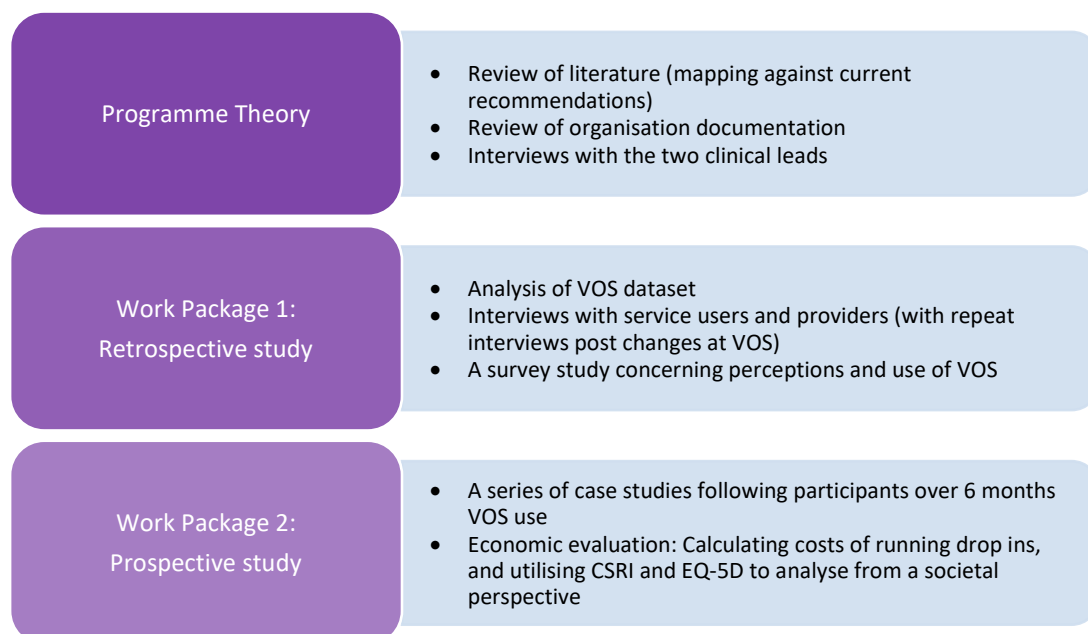 Programme Theory
• Review of literature (mapping against current
recommendations)
• Review of organisation documentation
• Interviews with the two clinical leads
Work Package 1:
Retrospective study
• Analysis of VOS dataset
• Interviews with service users and providers (with repeat
interviews post changes at VOS)
• A survey study concerning perceptions and use of VOS
Work Package 2:
Prospective study
• A series of case studies following participants over 6 months
VOS use
• Economic evaluation: Calculating costs of running drop ins,
and utilising CSRI and EQ-5D to analyse from a societal
perspective